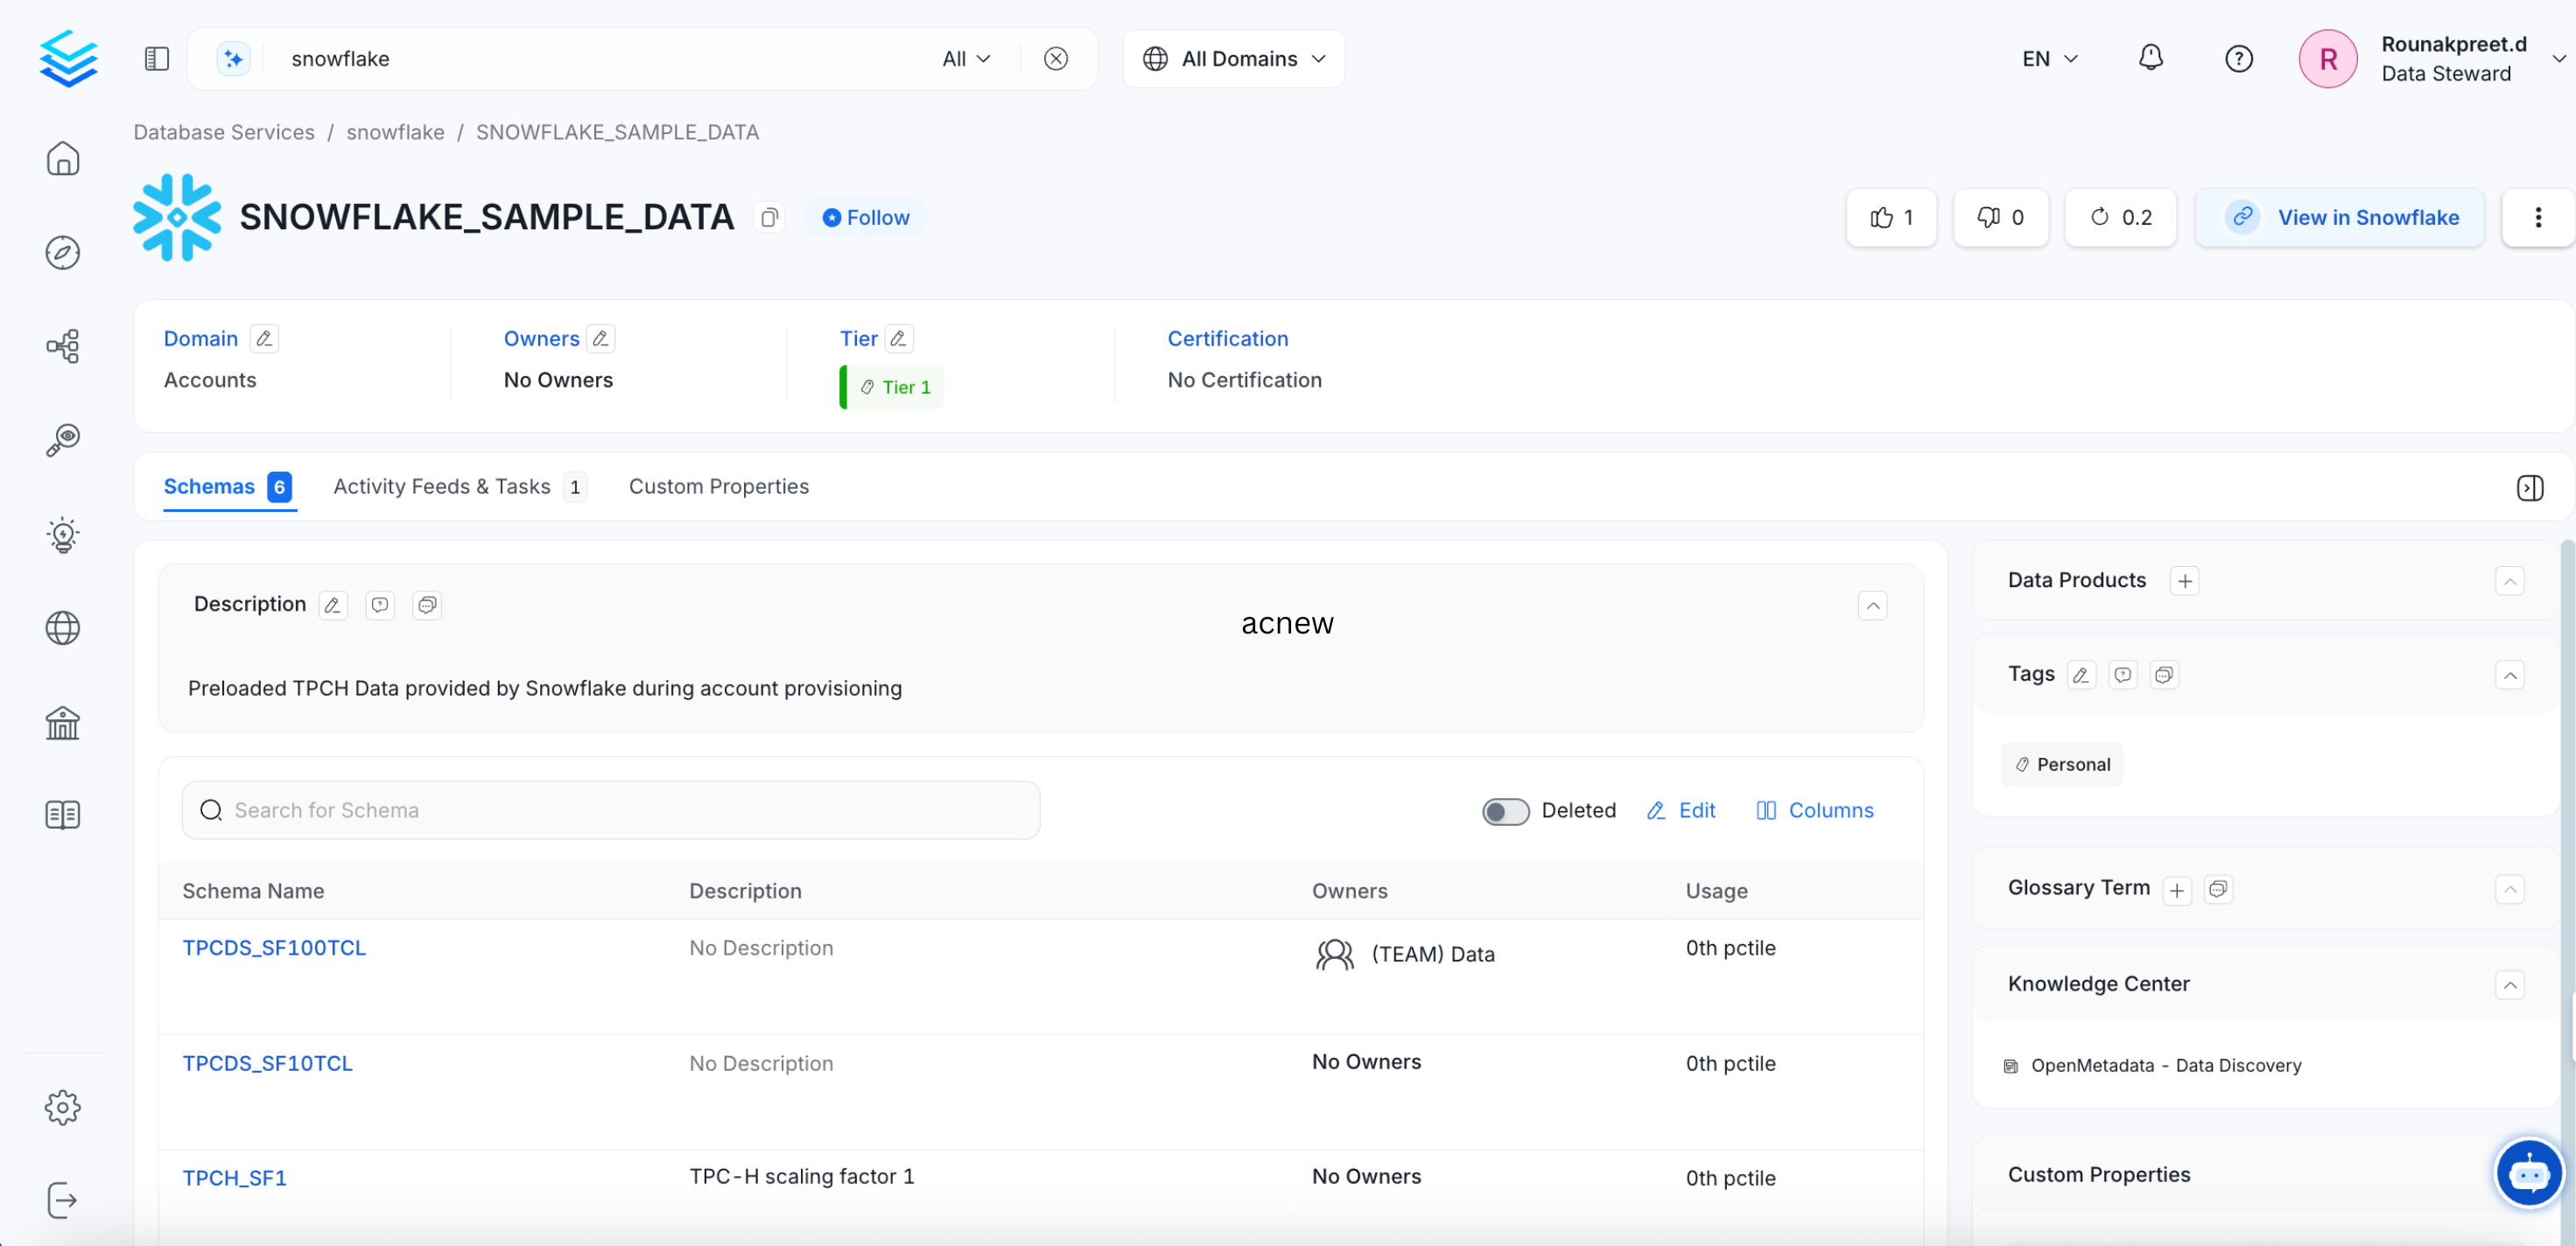 snowflake All All Domains EN Rounakpreet.d
Data Steward R
Database Services / snowflake / SNOWFLAKE_SAMPLE_DATA
SNOWFLAKE_SAMPLE_DATA Follow 1 0 0.2 View in Snowflake
Domain Owners Tier Certification
Accounts No Owners Tier 1 No Certification
Schemas 6 Activity Feeds & Tasks 1 Custom Properties
Description
acnew
Preloaded TPCH Data provided by Snowflake during account provisioning
Search for Schema Deleted Edit Columns
Schema Name Description Owners Usage
TPCDS_SF100TCL No Description (TEAM) Data 0th pctile
TPCDS_SF10TCL No Description No Owners 0th pctile
TPCH_SF1 TPC-H scaling factor 1 No Owners 0th pctile
Data Products
Tags
Personal
Glossary Term
Knowledge Center
OpenMetadata - Data Discovery
Custom Properties